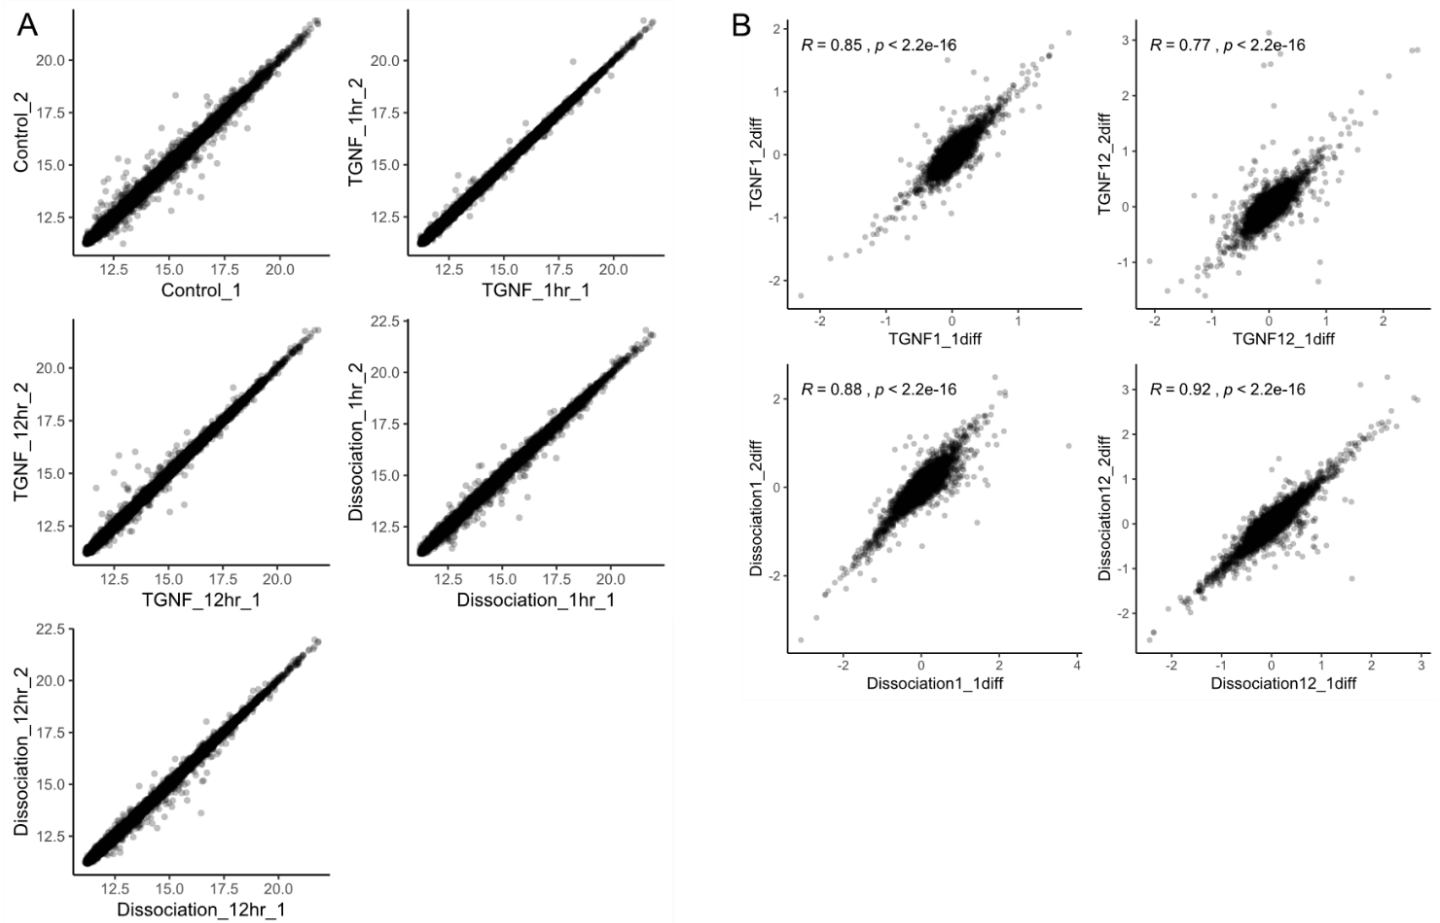 A
Control_2
20.0
17.5
15.0
12.5
12.5 15.0 17.5 20.0
Control_1
TGNF_1hr_2
20.0
17.5
15.0
12.5
12.5 15.0 17.5 20.0
TGNF_1hr_1
TGNF_12hr_2
20.0
17.5
15.0
12.5
12.5 15.0 17.5 20.0
TGNF_12hr_1
Dissociation_1hr_2
22.5
20.0
17.5
15.0
12.5
12.5 15.0 17.5 20.0
Dissociation_1hr_1
Dissociation_12hr_2
22.5
20.0
17.5
15.0
12.5
12.5 15.0 17.5 20.0
Dissociation_12hr_1
B
R = 0.85 , p < 2.2e-16
TGNF1_2diff
2
1
0
-1
-2
-2 -1 0 1
TGNF1_1diff
R = 0.77 , p < 2.2e-16
TGNF12_2diff
3
2
1
0
-1
-2 -1 0 1 2
TGNF12_1diff
R = 0.88 , p < 2.2e-16
Dissociation1_2diff
2
0
-2
-2 0 2 4
Dissociation1_1diff
R = 0.92 , p < 2.2e-16
Dissociation12_2diff
3
2
1
0
-1
-2
-2 -1 0 1 2 3
Dissociation12_1diff